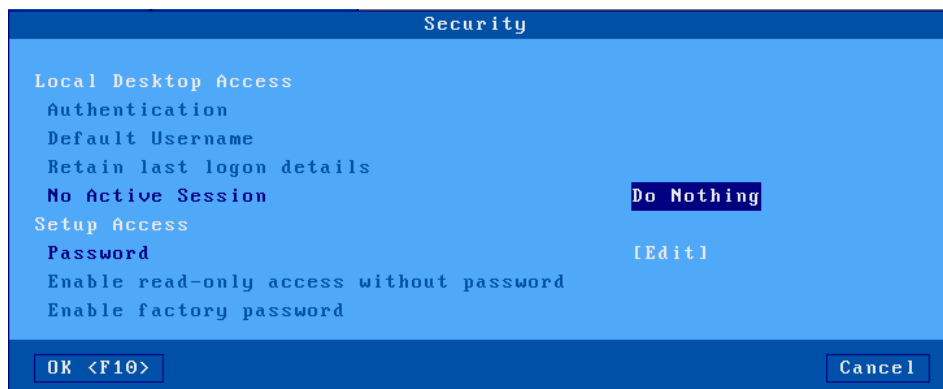 Security
Local Desktop Access
Authentication
Default Username
Retain last logon details
No Active Session Do Nothing
Setup Access
Password [Edit]
Enable read-only access without password
Enable factory password
OK <F10> Cancel